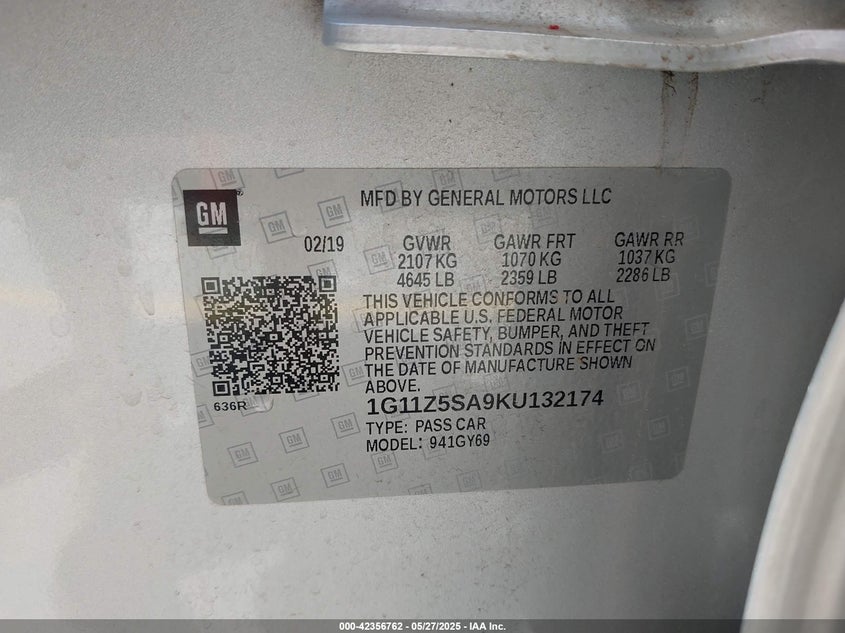 MFD BY GENERAL MOTORS LLC
GM
02/19 GVWR GAWR FRT GAWR RR
2107 KG 1070 KG 1037 KG
4645 LB 2359 LB 2286 LB
THIS VEHICLE CONFORMS TO ALL
APPLICABLE U.S. FEDERAL MOTOR
VEHICLE SAFETY, BUMPER, AND THEFT
PREVENTION STANDARDS IN EFFECT ON
THE DATE OF MANUFACTURE SHOWN
ABOVE.
636R
1G11Z5SA9KU132174
TYPE: PASS CAR
MODEL: 941GY69
000-42356762 - 05/27/2025 - IAA Inc.